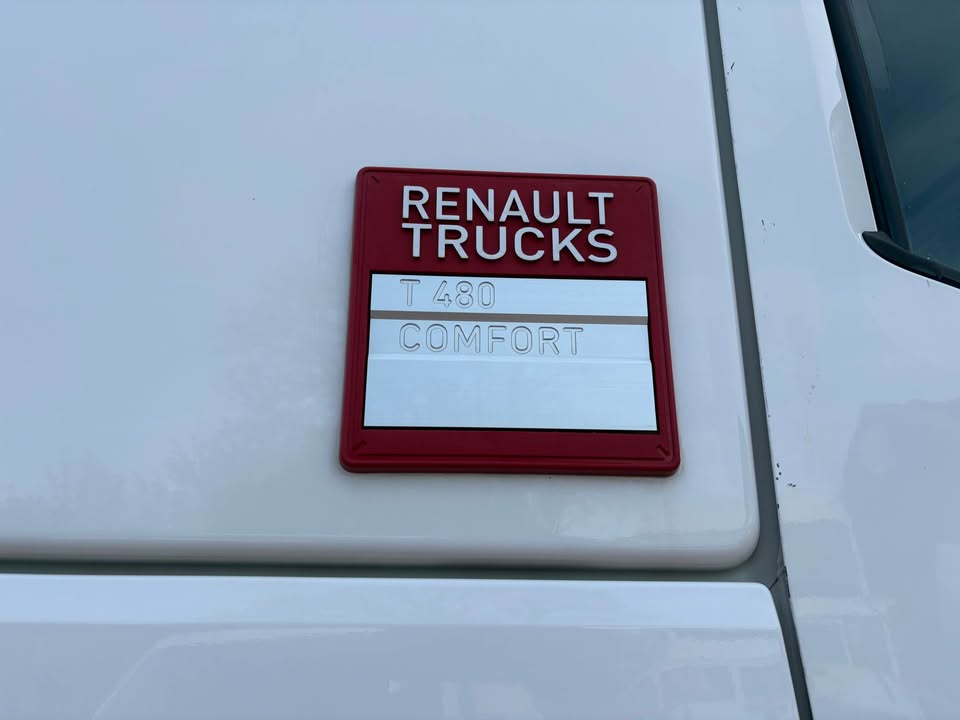 RENAULT
TRUCKS
T 480
COMFORT